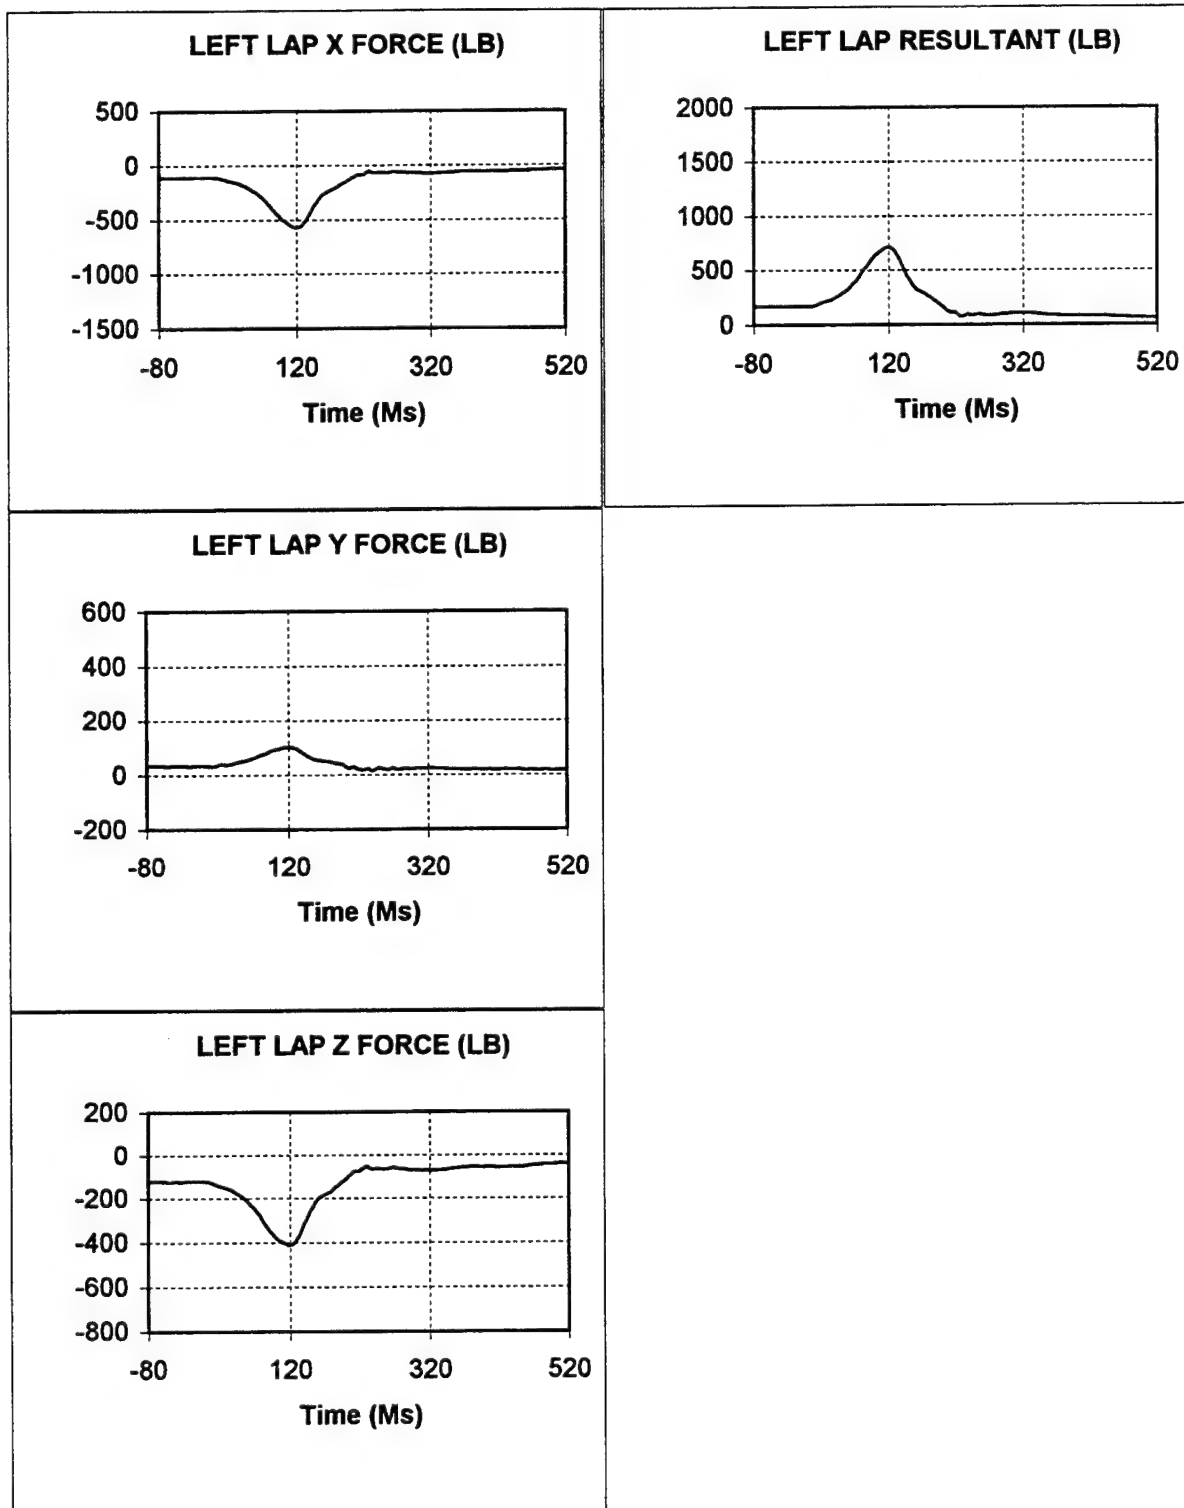 LEFT LAP X FORCE (LB)
500
0
-500
-1000
-1500
-80 120 320 520
Time (Ms)
LEFT LAP RESULTANT (LB)
2000
1500
1000
500
0
-80 120 320 520
Time (Ms)
LEFT LAP Y FORCE (LB)
600
400
200
0
-200
-80 120 320 520
Time (Ms)
LEFT LAP Z FORCE (LB)
200
0
-200
-400
-600
-800
-80 120 320 520
Time (Ms)